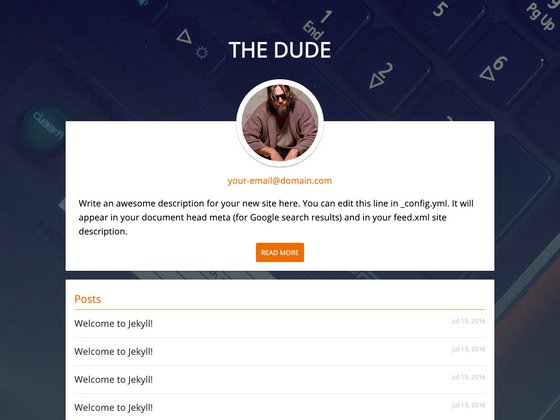 1
End
9
Pg Up
2
6
clearfi
THE DUDE
your-email@domain.com
Write an awesome description for your new site here. You can edit this line in _config.yml. It will
appear in your document head meta (for Google search results) and in your feed.xml site
description.
READ MORE
Posts
Welcome to Jekyll!
Jul 19, 2016
Welcome to Jekyll!
Jul 19, 2016
Welcome to Jekyll!
Jul 19, 2016
Welcome to Jekyll!
Jul 19, 2016